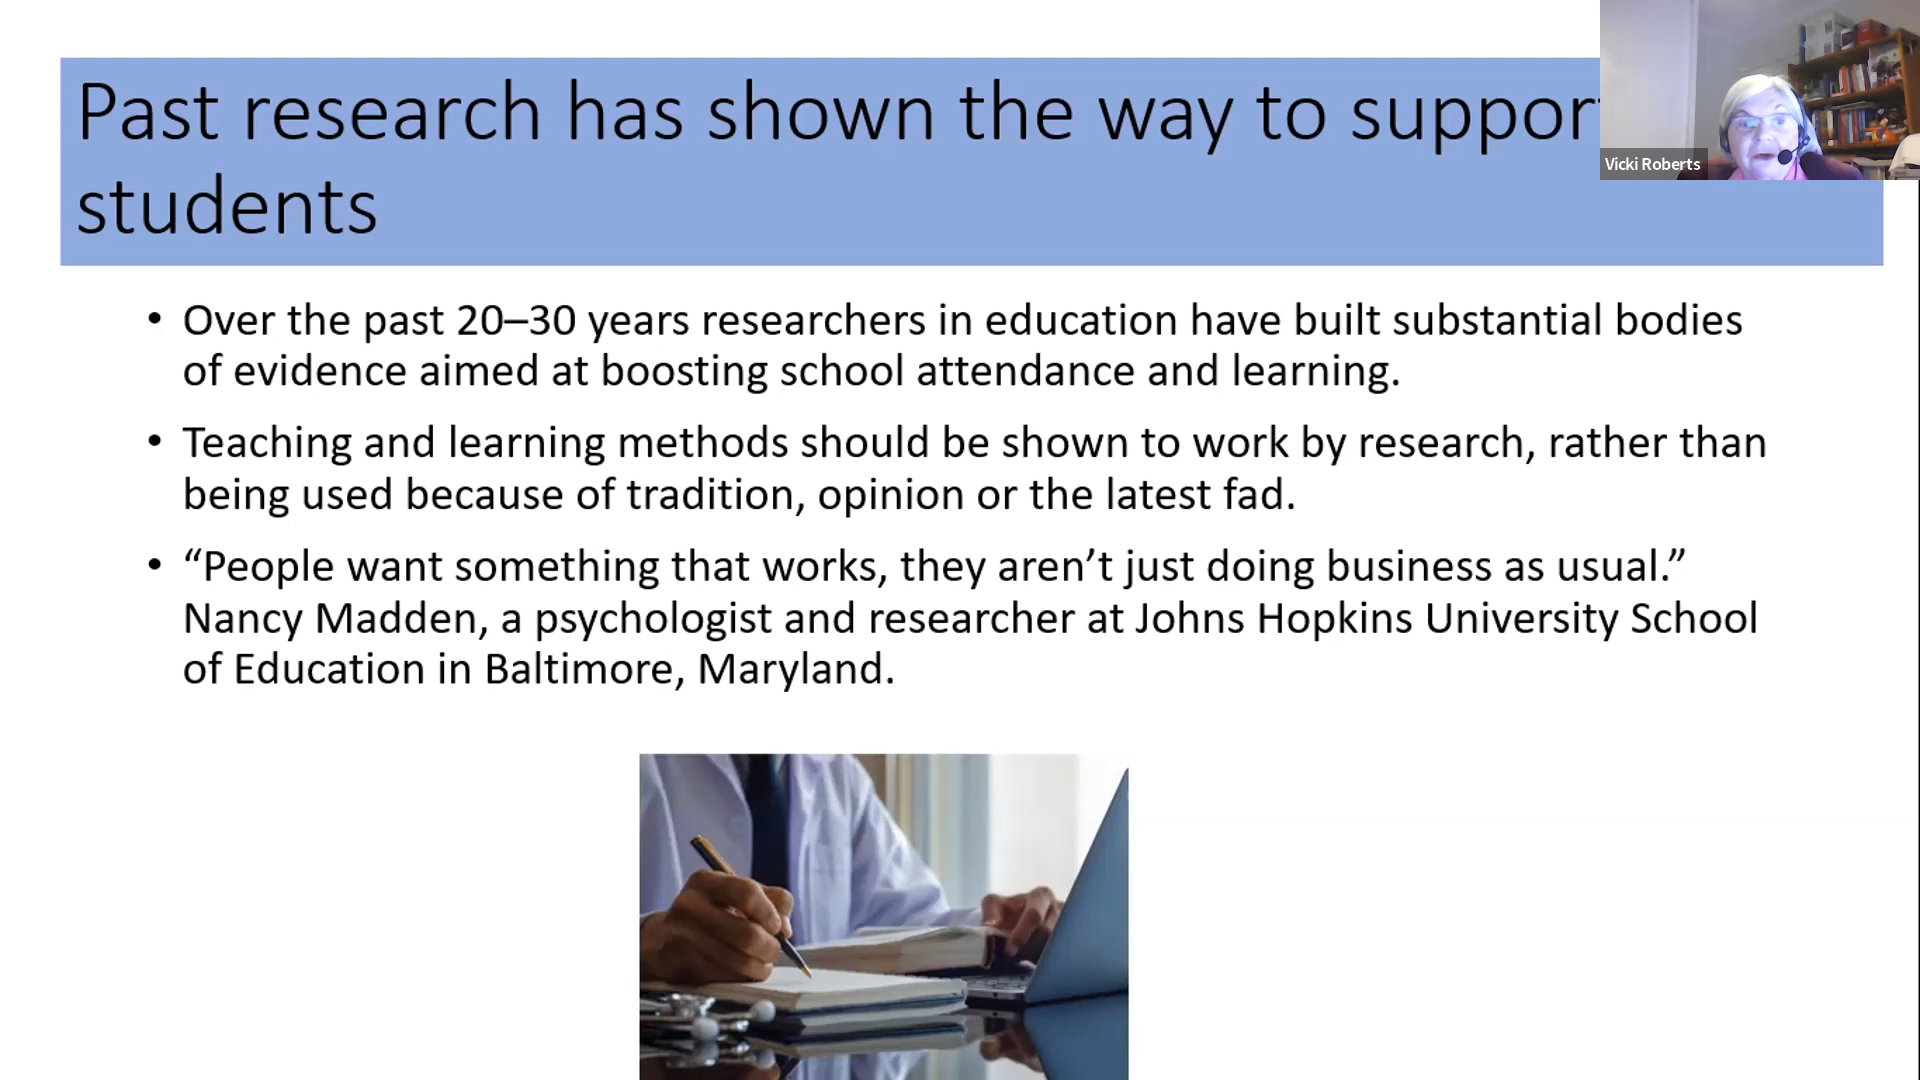 Past research has shown the way to suppor
students
Vicki Roberts
• Over the past 20–30 years researchers in education have built substantial bodies
of evidence aimed at boosting school attendance and learning.
• Teaching and learning methods should be shown to work by research, rather than
being used because of tradition, opinion or the latest fad.
• “People want something that works, they aren’t just doing business as usual.”
Nancy Madden, a psychologist and researcher at Johns Hopkins University School
of Education in Baltimore, Maryland.